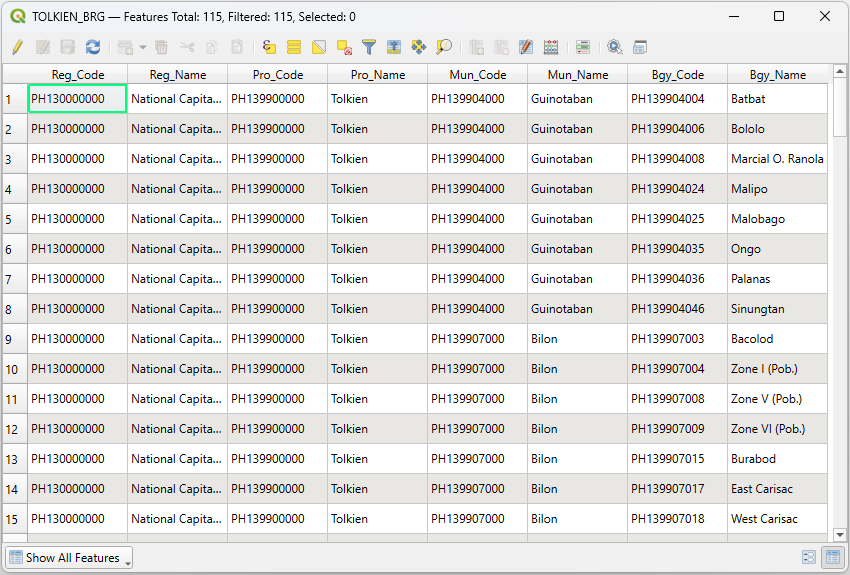 TOLKIEN_BRG — Features Total: 115, Filtered: 115, Selected: 0
Reg_Code Reg_Name Pro_Code Pro_Name Mun_Code Mun_Name Bgy_Code Bgy_Name
1 PH130000000 National Capita... PH139900000 Tolkien PH139904000 Guinotaban PH139904004 Batbat
2 PH130000000 National Capita... PH139900000 Tolkien PH139904000 Guinotaban PH139904006 Bololo
3 PH130000000 National Capita... PH139900000 Tolkien PH139904000 Guinotaban PH139904008 Marcial O. Ranola
4 PH130000000 National Capita... PH139900000 Tolkien PH139904000 Guinotaban PH139904024 Malipo
5 PH130000000 National Capita... PH139900000 Tolkien PH139904000 Guinotaban PH139904025 Malobago
6 PH130000000 National Capita... PH139900000 Tolkien PH139904000 Guinotaban PH139904035 Ongo
7 PH130000000 National Capita... PH139900000 Tolkien PH139904000 Guinotaban PH139904036 Palanas
8 PH130000000 National Capita... PH139900000 Tolkien PH139904000 Guinotaban PH139904046 Sinungtan
9 PH130000000 National Capita... PH139900000 Tolkien PH139907000 Bilon PH139907003 Bacolod
10 PH130000000 National Capita... PH139900000 Tolkien PH139907000 Bilon PH139907004 Zone I (Pob.)
11 PH130000000 National Capita... PH139900000 Tolkien PH139907000 Bilon PH139907008 Zone V (Pob.)
12 PH130000000 National Capita... PH139900000 Tolkien PH139907000 Bilon PH139907009 Zone VI (Pob.)
13 PH130000000 National Capita... PH139900000 Tolkien PH139907000 Bilon PH139907015 Burabod
14 PH130000000 National Capita... PH139900000 Tolkien PH139907000 Bilon PH139907017 East Carisac
15 PH130000000 National Capita... PH139900000 Tolkien PH139907000 Bilon PH139907018 West Carisac
Show All Features